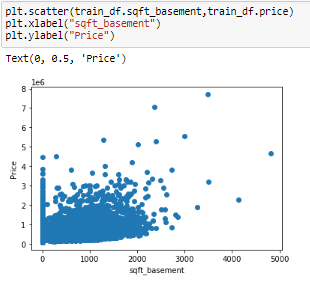 plt.scatter(train_df.sqft_basement,train_df.price)
plt.xlabel("sqft_basement")
plt.ylabel("Price")
Text(0, 0.5, 'Price')
1e6
8
7
6
5
4
3
2
1
0
Price
0 1000 2000 3000 4000 5000
sqft_basement